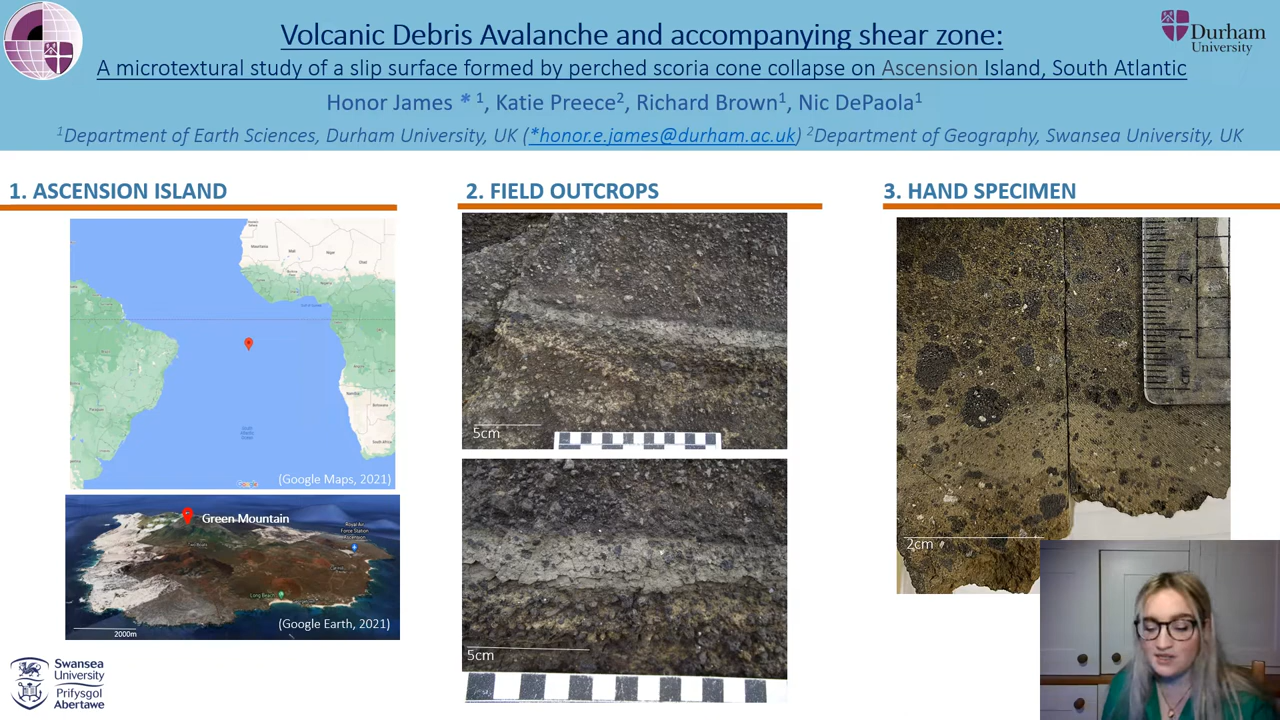 Volcanic Debris Avalanche and accompanying shear zone:
A microtextural study of a slip surface formed by perched scoria cone collapse on Ascension Island, South Atlantic
Honor James * 1, Katie Preece2, Richard Brown1, Nic DePaola1
1Department of Earth Sciences, Durham University, UK (*honor.e.james@durham.ac.uk) 2Department of Geography, Swansea University, UK
Durham
University
1. ASCENSION ISLAND
(Google Maps, 2021)
Green Mountain
Long Beach
2000m
(Google Earth, 2021)
Swansea
University
Prifysgol
Abertawe
2. FIELD OUTCROPS
5cm
5cm
3. HAND SPECIMEN
2cm